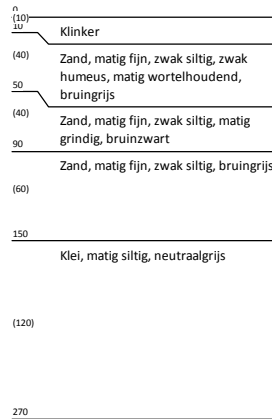 0
(10)
10
Klinker
(40)
Zand, matig fijn, zwak siltig, zwak
humeus, matig wortelhoudend,
bruingrijs
50
(40)
Zand, matig fijn, zwak siltig, matig
grindig, bruinzwart
90
Zand, matig fijn, zwak siltig, bruingrijs
(60)
150
Klei, matig siltig, neutraalgrijs
(120)
270